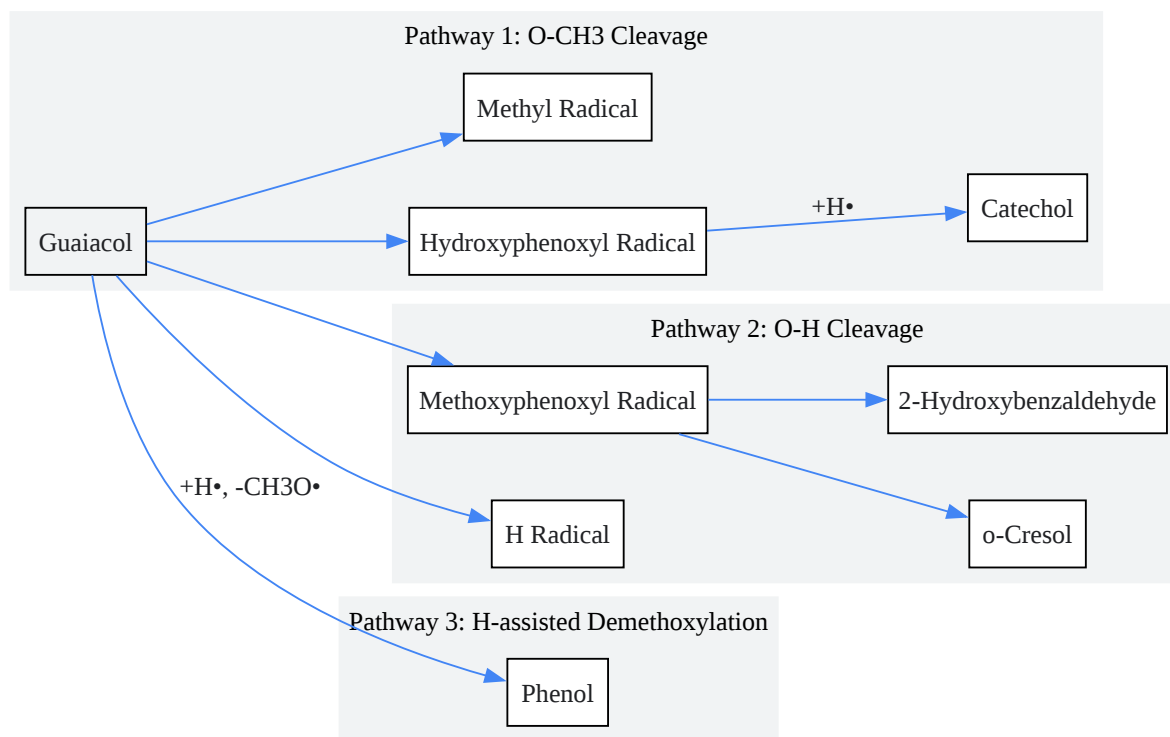 Pathway 1: O-CH3 Cleavage
Methyl Radical
Guaiacol
Hydroxyphenoxyl Radical
+H•
Catechol
Pathway 2: O-H Cleavage
Methoxyphenoxyl Radical
2-Hydroxybenzaldehyde
+H•, -CH3O•
H Radical
o-Cresol
Pathway 3: H-assisted Demethoxylation
Phenol